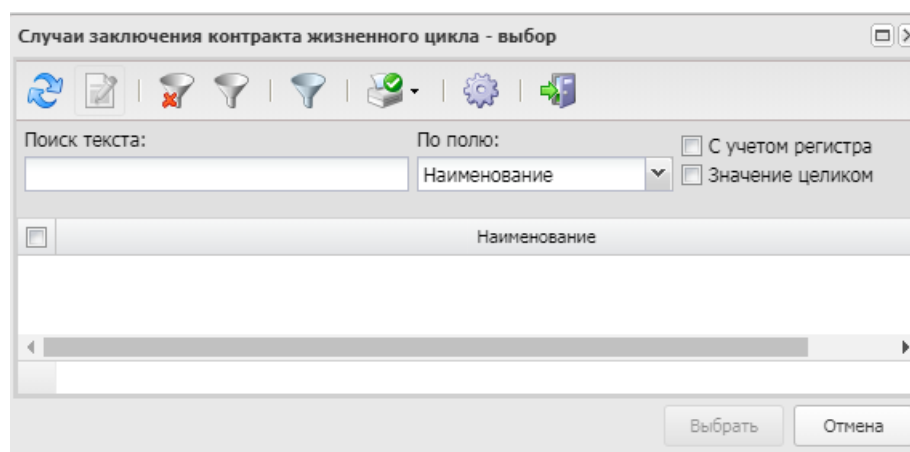 Случаи заключения контракта жизненного цикла - выбор
Поиск текста:
По полю:
С учетом регистра
Наименование
Значение целиком
Наименование
Выбрать
Отмена